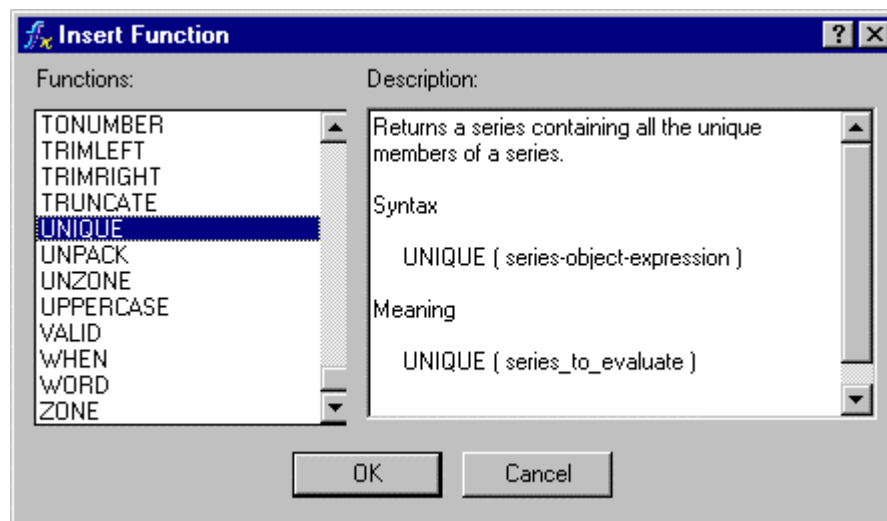 Insert Function
Functions:
TONUMBER
TRIMLEFT
TRIMRIGHT
TRUNCATE
UNIQUE
UNPACK
UNZONE
UPPERCASE
VALID
WHEN
WORD
ZONE
Description:
Returns a series containing all the unique
members of a series.
Syntax
UNIQUE ( series-object-expression )
Meaning
UNIQUE ( series_to_evaluate )
OK
Cancel